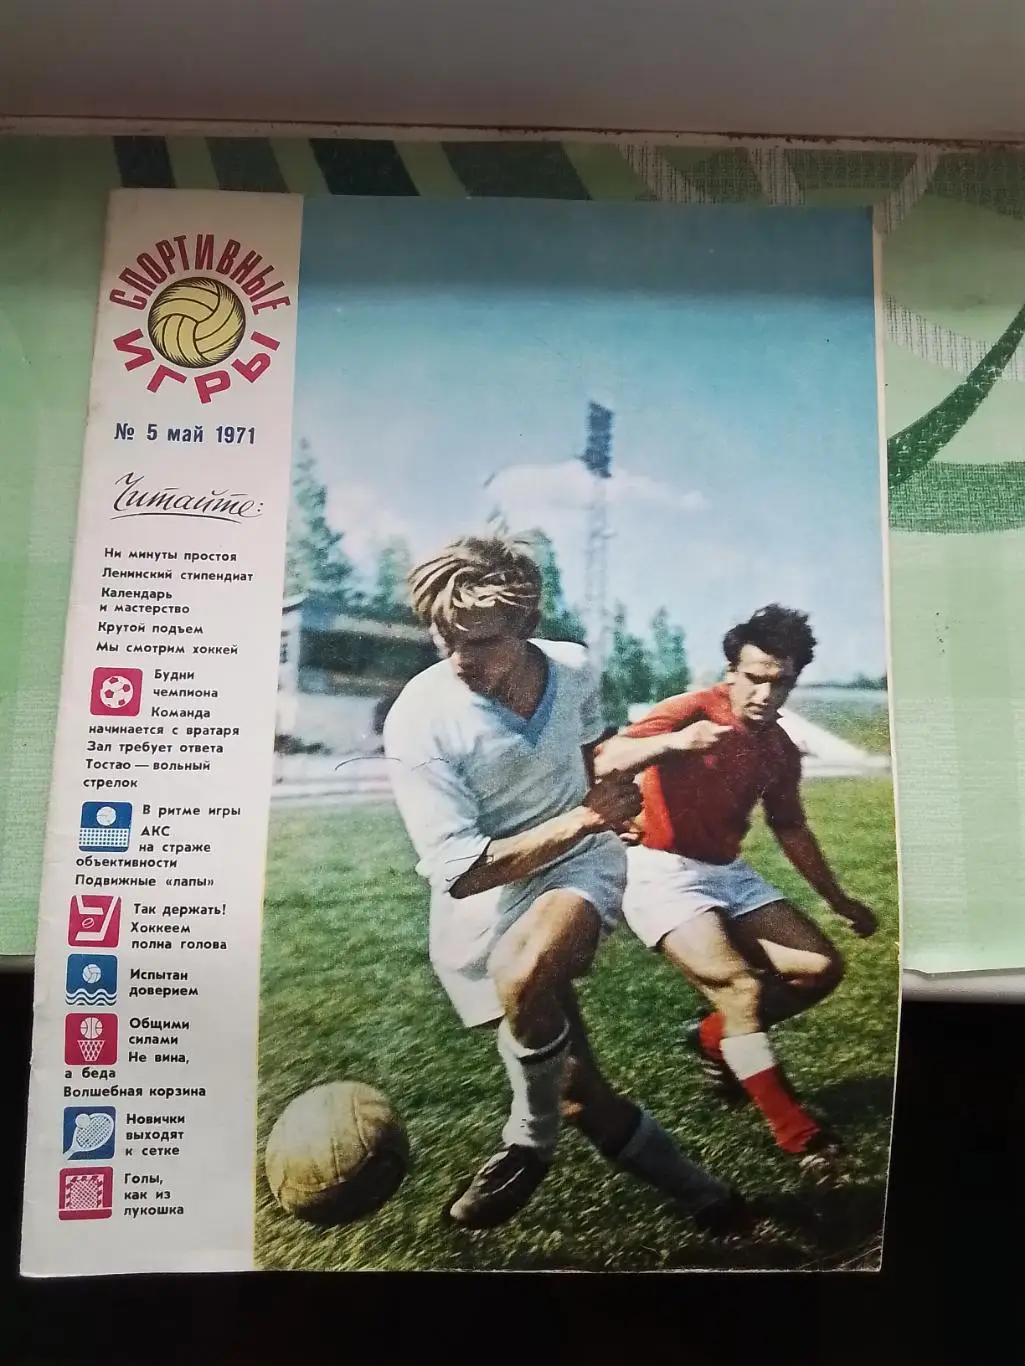 СПОРТИВНЫЕ
ИГРЫ
№ 5 май 1971
Читайте:
Ни минуты простоя
Ленинский стипендиат
Календарь
и мастерство
Крутой подъем
Мы смотрим хоккей
Будни
чемпиона
Команда
начинается с вратаря
Зал требует ответа
Тостао — вольный
стрелок
В ритме игры
АКС
на страже
объективности
Подвижные «лапы»
Так держать!
Хоккеем
полна голова
Испытан
доверием
Общими
силами
Не вина,
а беда
Волшебная корзина
Новички
выходят
к сетке
Голы,
как из
лукошка